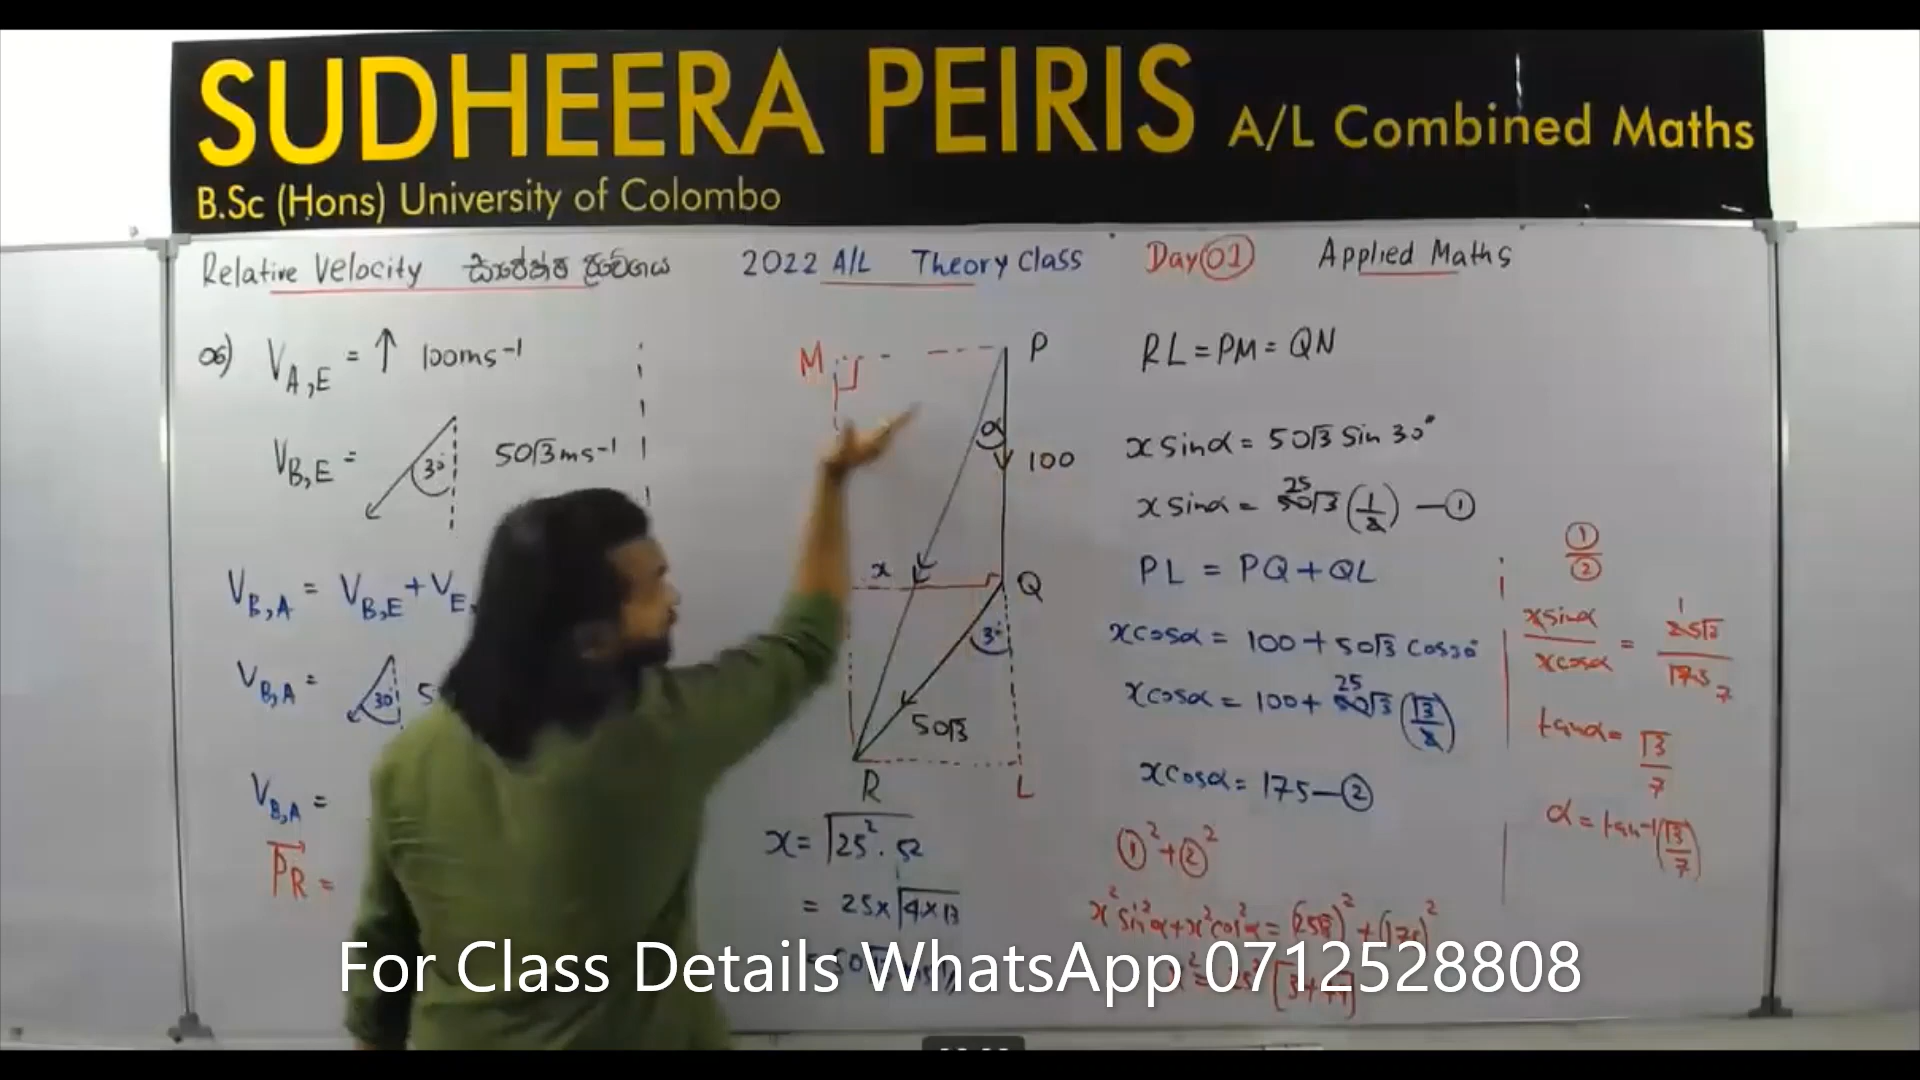 SUDHEERA PEIRIS A/L Combined Maths
B.Sc (Hons) University of Colombo
Relative Velocity සාපේක්ෂ ප්‍රවේගය 2022 A/L Theory Class Day 01 Applied Maths
06) V_A,E = ↑ 100ms⁻¹
V_B,E = 30° 50√3 ms⁻¹
V_B,A = V_B,E + V_E,
V_B,A = 30° 5
V_B,A =
PR =
M P
α
100
x Q
30°
50√3
R L
x = √25². 52
= 25×√4×13
RL = PM = QN
x sinα = 50√3 sin 30°
x sinα = 25 50√3 (1/2) — ①
PL = PQ + QL
x cosα = 100 + 50√3 cos30°
x cosα = 100 + 25 50√3 (√3/2)
x cosα = 175 — ②
①² + ②²
x² sin²α + x² cos²α = (25√3)² + (175)²
①/②
x sinα / x cosα = 1 25√3 / 175 7
tanα = √3/7
α = tan⁻¹(√3/7)
For Class Details WhatsApp 0712528808